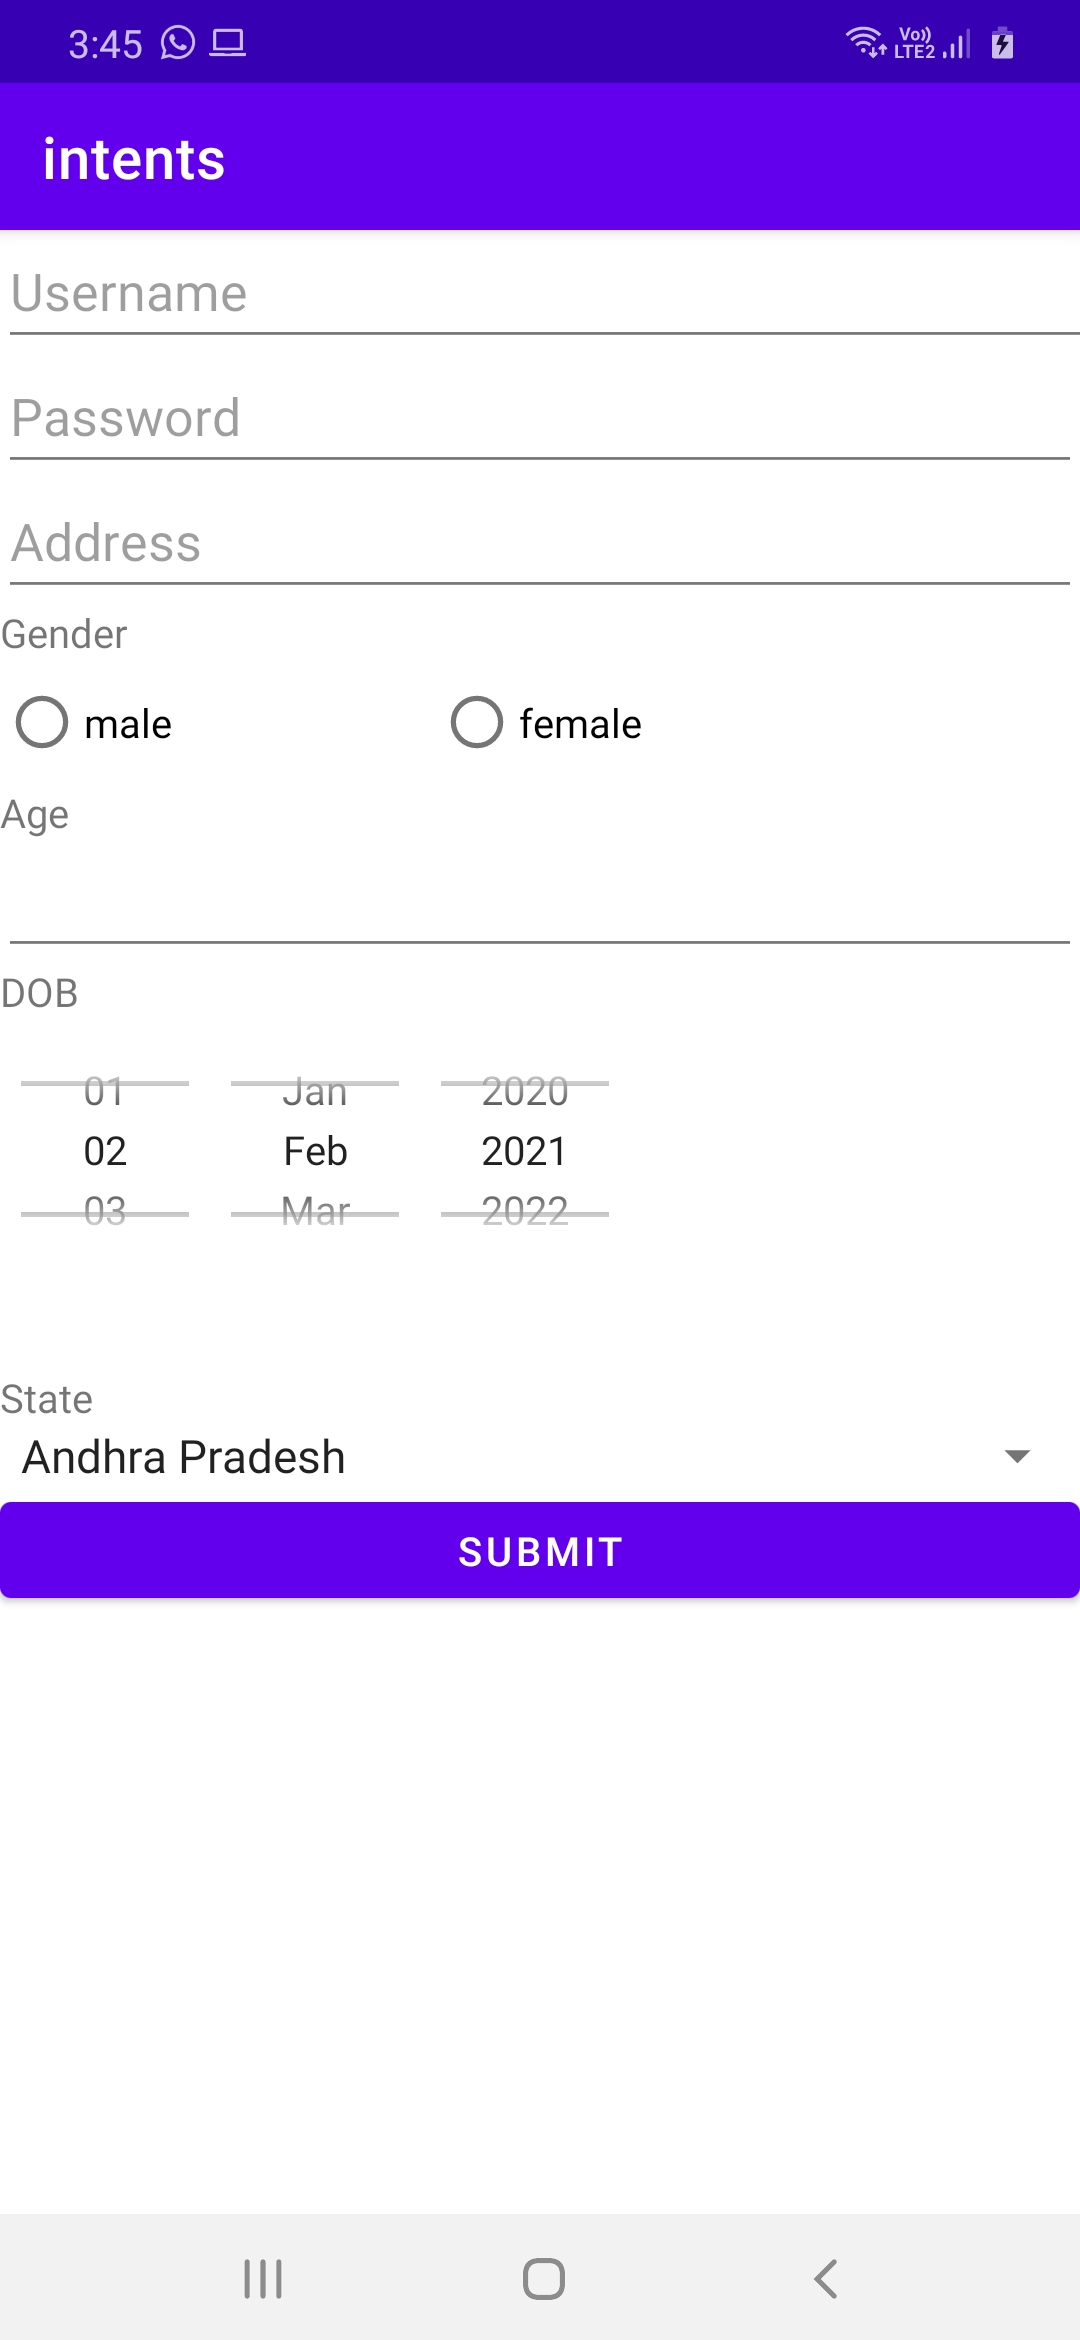 3:45 Vo)) LTE2
intents
Username
Password
Address
Gender
male female
Age
DOB
01 Jan 2020
02 Feb 2021
03 Mar 2022
State
Andhra Pradesh
SUBMIT